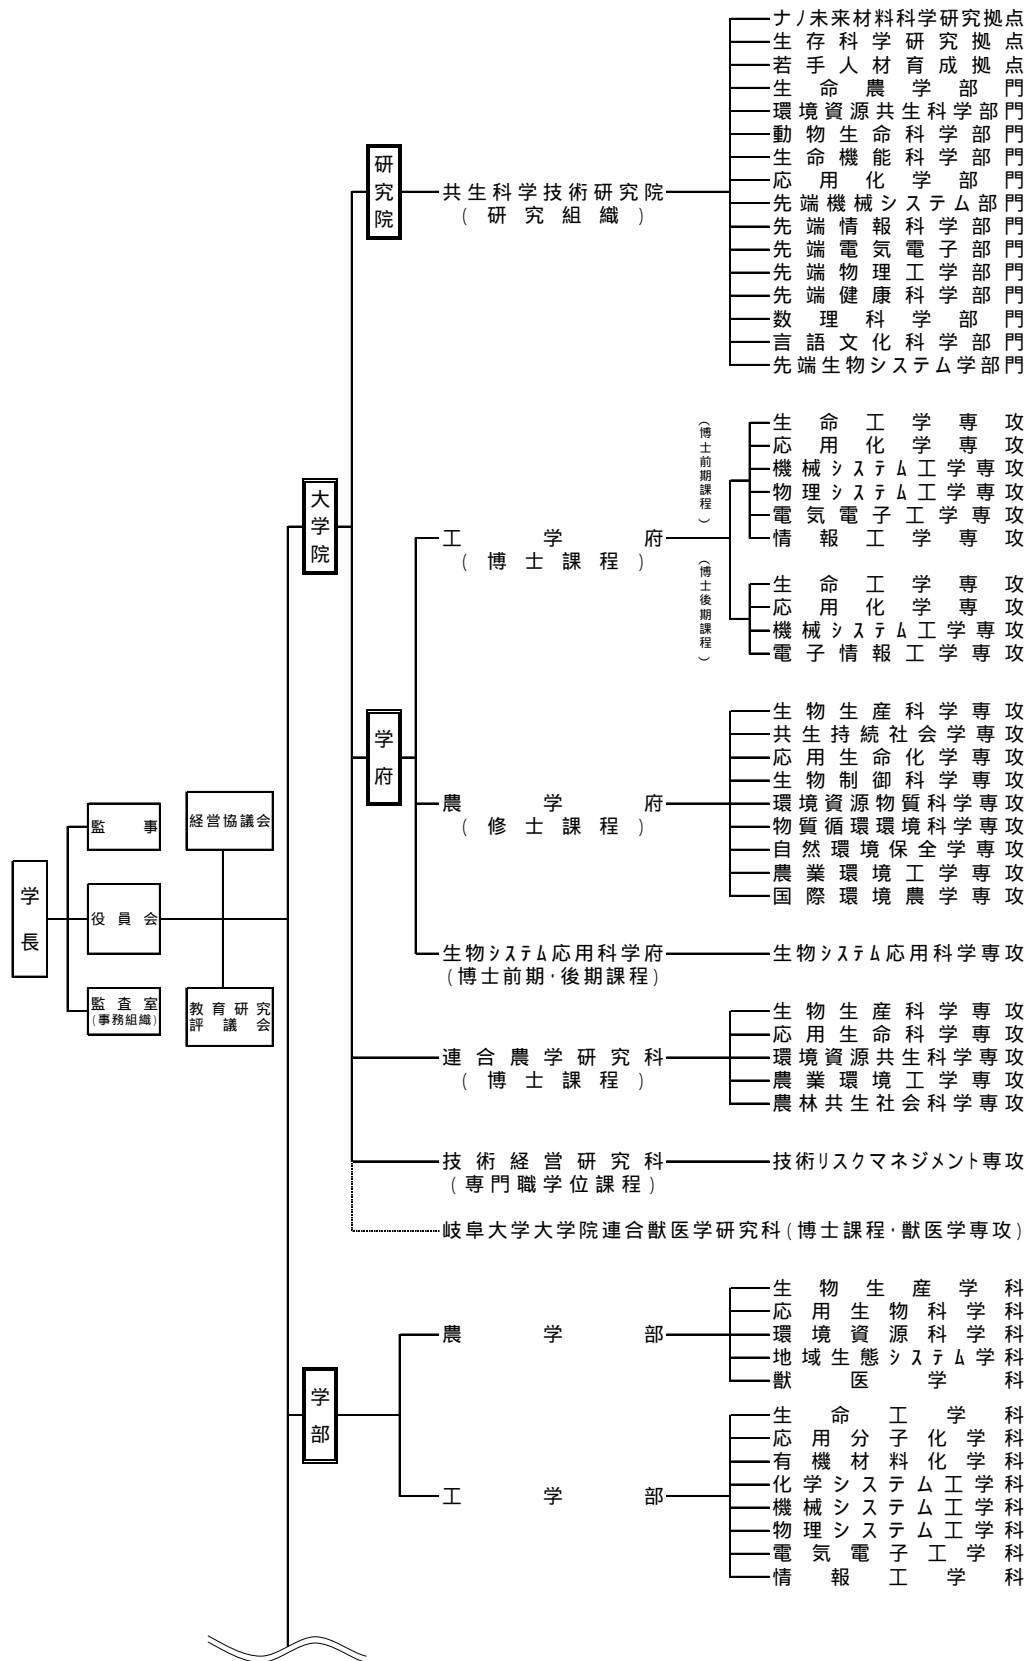 学長
監事
役員会
監査室
(事務組織)
経営協議会
教育研究
評議会
大学院
研究院
共生科学技術研究院
(研究組織)
ナノ未来材料科学研究拠点
生存科学研究拠点
若手人材育成拠点
生命農学部門
環境資源共生科学部門
動物生命科学部門
生命機能科学部門
応用化学部門
先端機械システム部門
先端情報科学部門
先端電気電子部門
先端物理工学部門
先端健康科学部門
数理科学部門
言語文化科学部門
先端生物システム学部門
学府
工学府
(博士課程)
(博士前期課程)
生命工学専攻
応用化学専攻
機械システム工学専攻
物理システム工学専攻
電気電子工学専攻
情報工学専攻
(博士後期課程)
生命工学専攻
応用化学専攻
機械システム工学専攻
電子情報工学専攻
農学府
(修士課程)
生物生産科学専攻
共生持続社会学専攻
応用生命化学専攻
生物制御科学専攻
環境資源物質科学専攻
物質循環環境科学専攻
自然環境保全学専攻
農業環境工学専攻
国際環境農学専攻
生物システム応用科学府
(博士前期・後期課程)
生物システム応用科学専攻
連合農学研究科
(博士課程)
生物生産科学専攻
応用生命科学専攻
環境資源共生科学専攻
農業環境工学専攻
農林共生社会科学専攻
技術経営研究科
(専門職学位課程)
技術リスクマネジメント専攻
岐阜大学大学院連合獣医学研究科(博士課程・獣医学専攻)
学部
農学部
生物生産学科
応用生物科学科
環境資源科学科
地域生態システム学科
獣医学科
工学部
生命工学科
応用分子化学科
有機材料化学科
化学システム工学科
機械システム工学科
物理システム工学科
電気電子工学科
情報工学科